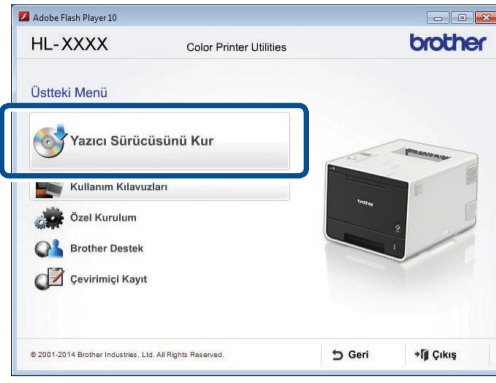 Adobe Flash Player 10
HL-XXXX
Color Printer Utilities
brother
Üstteki Menü
Yazıcı Sürücüsünü Kur
Kullanım Kılavuzları
Özel Kurulum
Brother Destek
Çevirimiçi Kayıt
brother
© 2001-2014 Brother Industries, Ltd. All Rights Reserved.
Geri
Çıkış